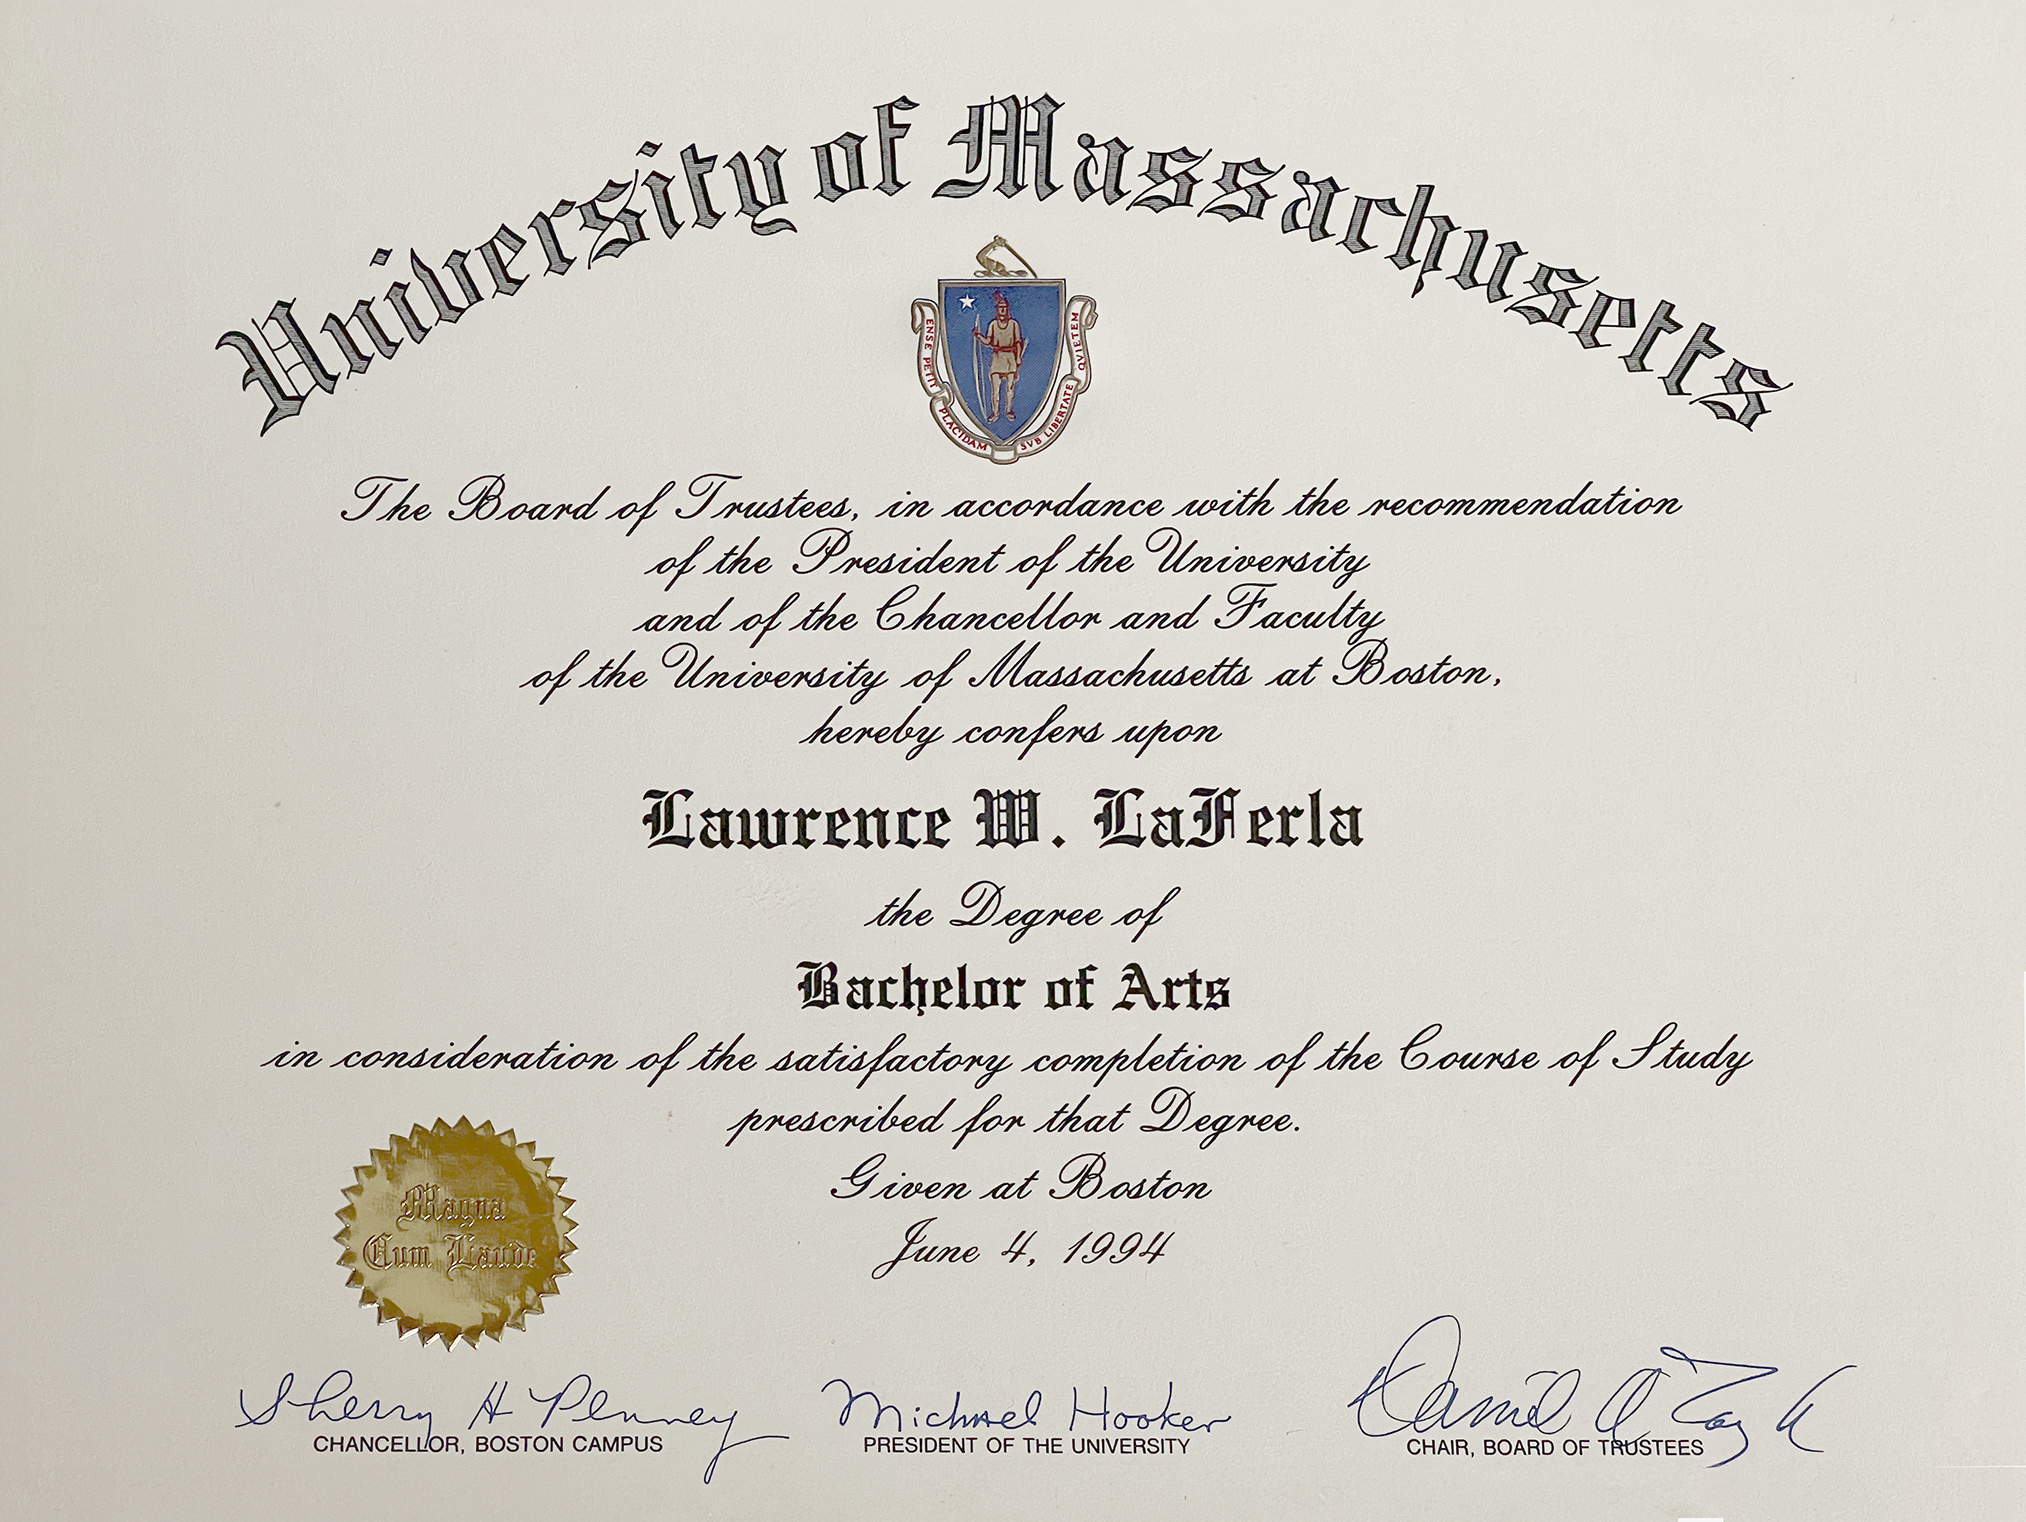 University of Massachusetts
ENSE PETIT PLACIDAM SVB LIBERTATE QVIETEM
The Board of Trustees, in accordance with the recommendation
of the President of the University
and of the Chancellor and Faculty
of the University of Massachusetts at Boston,
hereby confers upon
Lawrence W. LaFerla
the Degree of
Bachelor of Arts
in consideration of the satisfactory completion of the Course of Study
prescribed for that Degree.
Given at Boston
June 4, 1994
Magna
Cum Laude
Sherry H Penney
CHANCELLOR, BOSTON CAMPUS
Michael Hooker
PRESIDENT OF THE UNIVERSITY
Daniel A
CHAIR, BOARD OF TRUSTEES